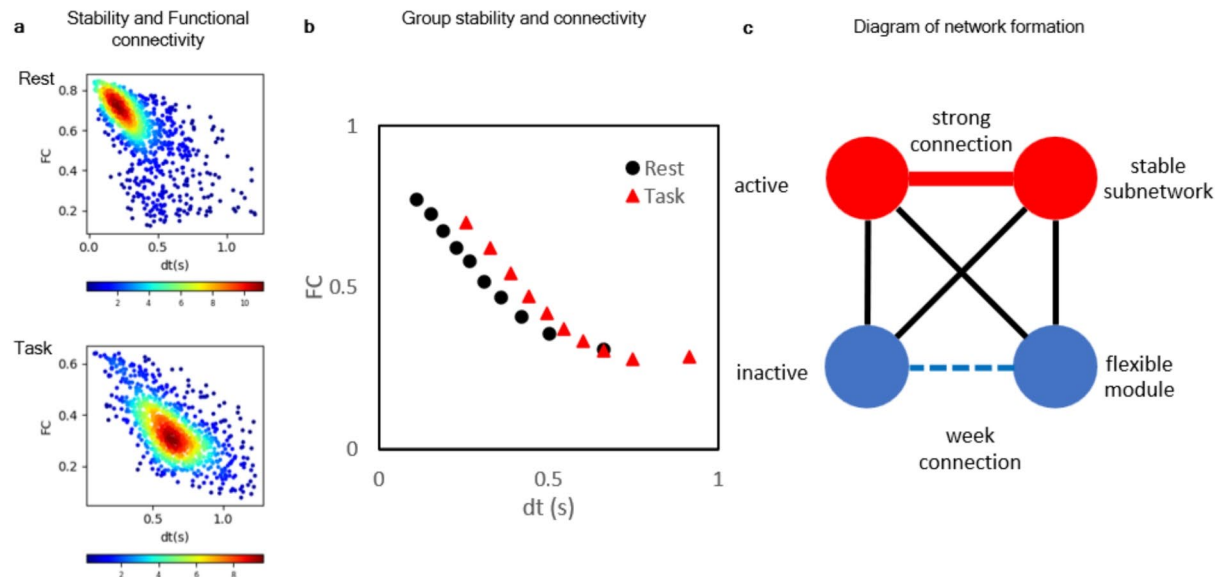 a
Stability and Functional
connectivity
Rest
FC
0.8
0.6
0.4
0.2
0.0
0.5
1.0
dt(s)
2
4
6
8
10
Task
FC
0.6
0.4
0.2
0.5
1.0
dt(s)
2
4
6
8
b
Group stability and connectivity
1
0.5
0
FC
Rest
Task
0
0.5
1
dt (s)
c
Diagram of network formation
strong
connection
active
stable
subnetwork
inactive
flexible
module
week
connection